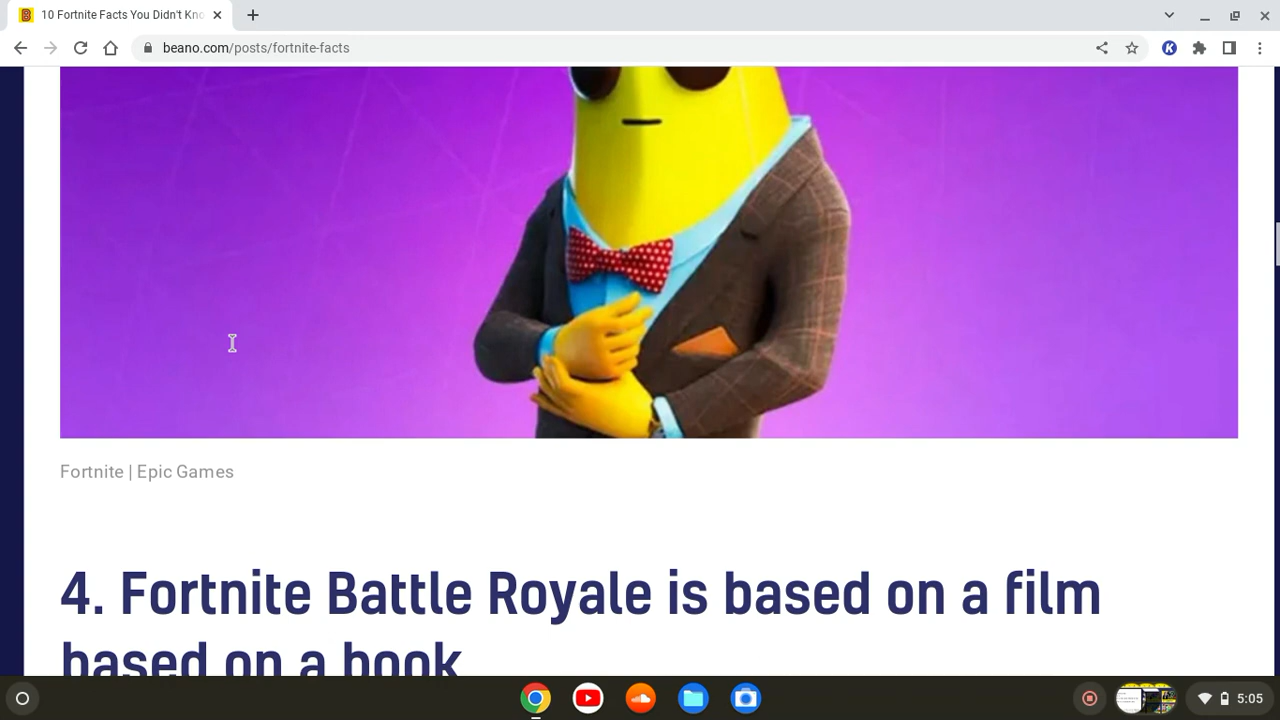 10 Fortnite Facts You Didn't Kno
beano.com/posts/fortnite-facts
Fortnite | Epic Games
4. Fortnite Battle Royale is based on a film
based on a book
5:05